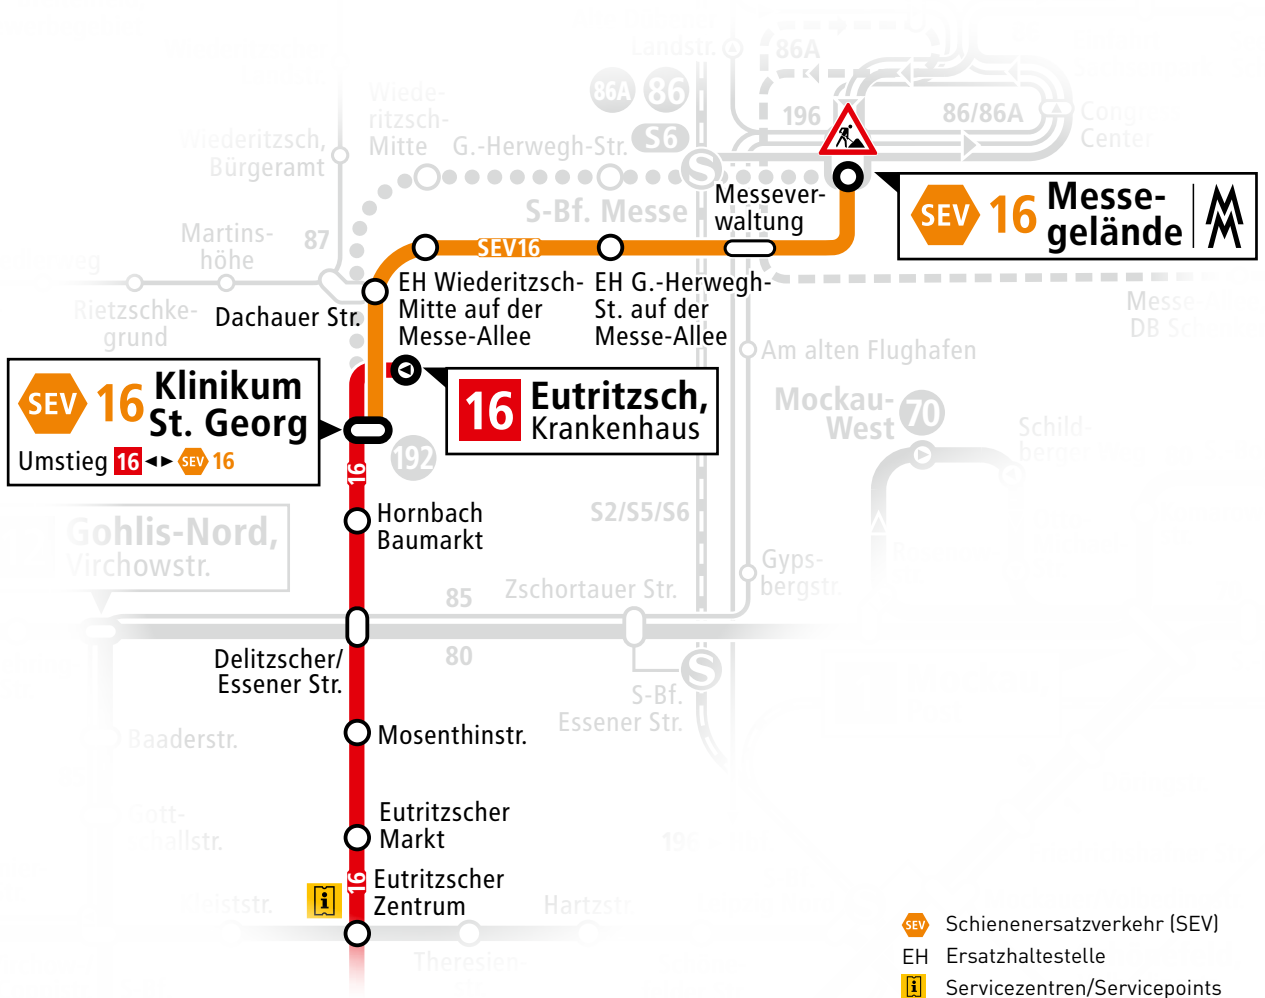 Landstr.
86A
86A
86
196
86/86A
Wiede-
ritzsch-
Mitte
G.-Herwegh-Str.
S6
Center
Wiederitzsch,
Bürgeramt
S
S-Bf. Messe
Messever-
waltung
SEV 16 Messe-
gelände
Martins-
höhe
87
SEV16
EH Wiederitzsch-
Mitte auf der
Messe-Allee
EH G.-Herwegh-
St. auf der
Messe-Allee
Rietzschke-
grund
Dachauer Str.
Messe-
DB
Am alten Flughafen
SEV 16 Klinikum
St. Georg
Umstieg 16 SEV 16
16 Eutritzsch,
Krankenhaus
Mockau-
West
70
Schild-
192
16
Hornbach
Baumarkt
S2/S5/S6
Gohlis-Nord,
Virchowstr.
Gyps-
bergstr.
85
Zschortauer Str.
80
Delitzscher/
Essener Str.
S
S-Bf.
Essener Str.
Baaderstr.
Mosenthinstr.
Eutritzscher
Markt
196
16
Eutritzscher
Zentrum
Theresien-
SEV Schienenersatzverkehr (SEV)
EH Ersatzhaltestelle
i Servicezentren/Servicepoints